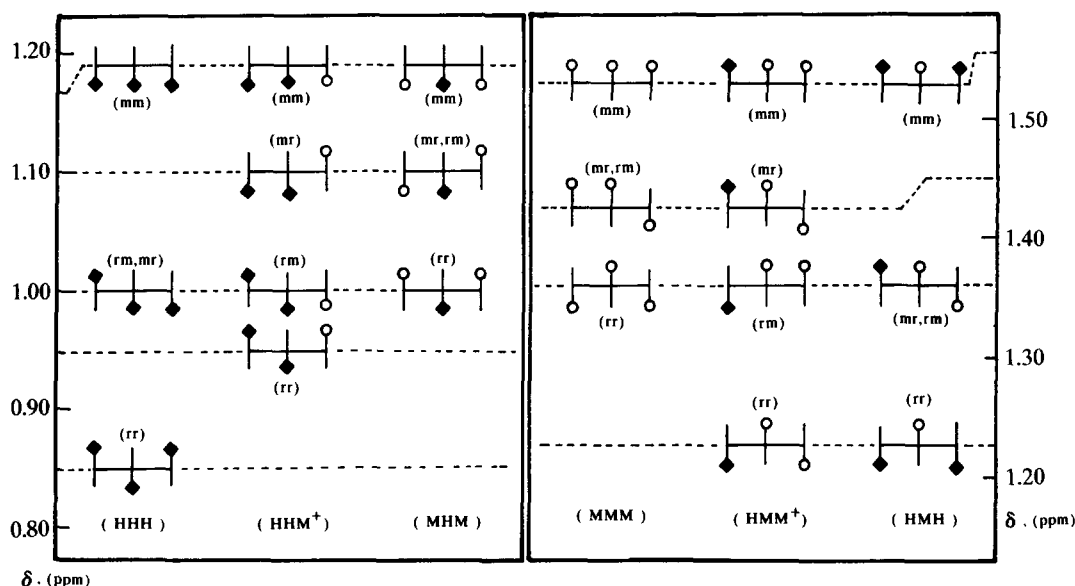 1.20
1.10
1.00
0.90
0.80
δ . (ppm)
(mm) (mm) (mm)
(mr) (mr,rm)
(rm,mr) (rm) (rr)
(rr)
(rr)
( HHH ) ( HHM+ ) ( MHM )
(mm) (mm) (mm)
(mr,rm) (mr)
(rr) (rm) (mr,rm)
(rr) (rr)
( MMM ) ( HMM+ ) ( HMH )
1.50
1.40
1.30
1.20
δ . (ppm)